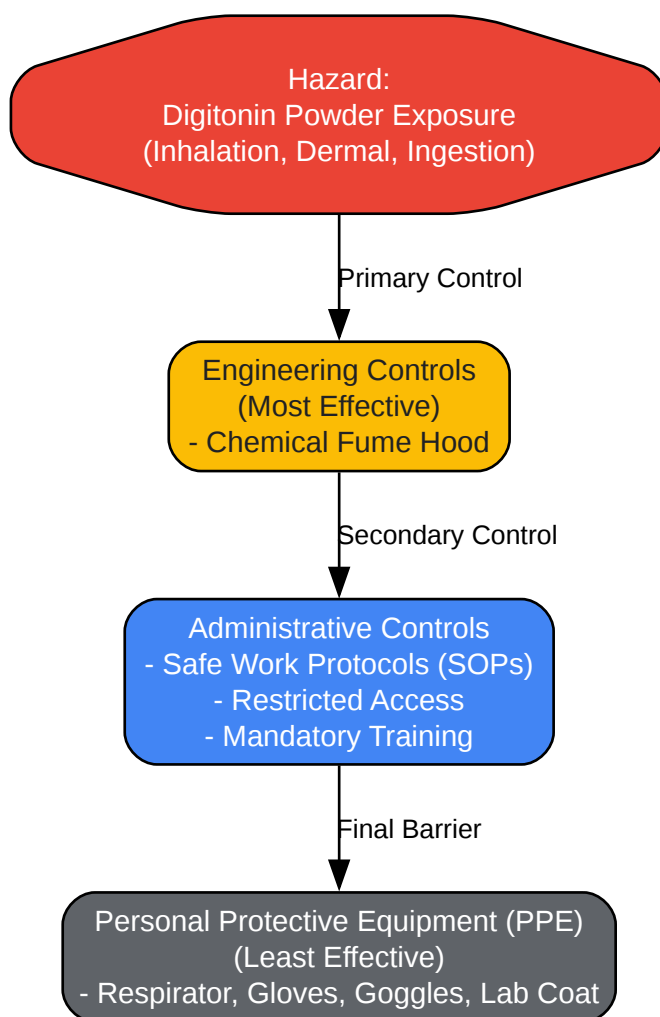 Hazard:
Digitonin Powder Exposure
(Inhalation, Dermal, Ingestion)
Primary Control
Engineering Controls
(Most Effective)
- Chemical Fume Hood
Secondary Control
Administrative Controls
- Safe Work Protocols (SOPs)
- Restricted Access
- Mandatory Training
Final Barrier
Personal Protective Equipment (PPE)
(Least Effective)
- Respirator, Gloves, Goggles, Lab Coat